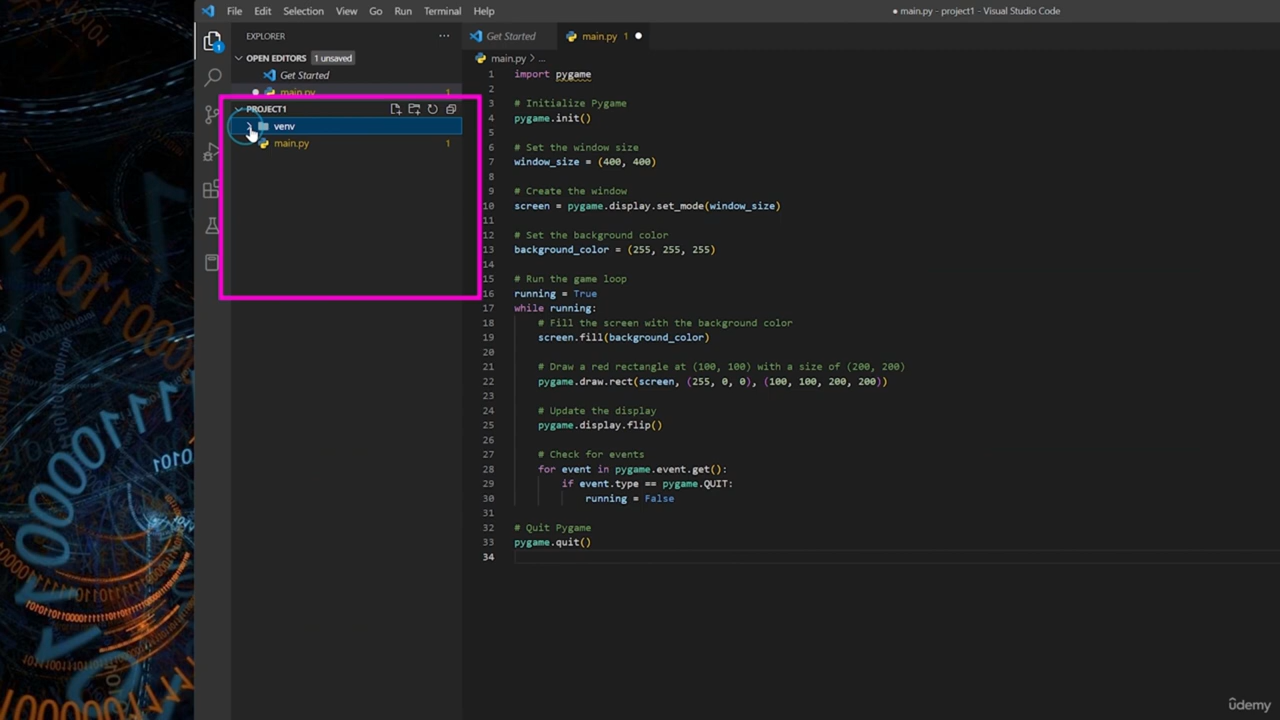 File Edit Selection View Go Run Terminal Help
● main.py - project1 - Visual Studio Code
EXPLORER
...
OPEN EDITORS 1 unsaved
Get Started
main.py 1
PROJECT1
venv
main.py 1
1
Get Started
main.py 1
main.py > ...
1 import pygame
2
3 # Initialize Pygame
4 pygame.init()
5
6 # Set the window size
7 window_size = (400, 400)
8
9 # Create the window
10 screen = pygame.display.set_mode(window_size)
11
12 # Set the background color
13 background_color = (255, 255, 255)
14
15 # Run the game loop
16 running = True
17 while running:
18 # Fill the screen with the background color
19 screen.fill(background_color)
20
21 # Draw a red rectangle at (100, 100) with a size of (200, 200)
22 pygame.draw.rect(screen, (255, 0, 0), (100, 100, 200, 200))
23
24 # Update the display
25 pygame.display.flip()
26
27 # Check for events
28 for event in pygame.event.get():
29 if event.type == pygame.QUIT:
30 running = False
31
32 # Quit Pygame
33 pygame.quit()
34
ûdemy